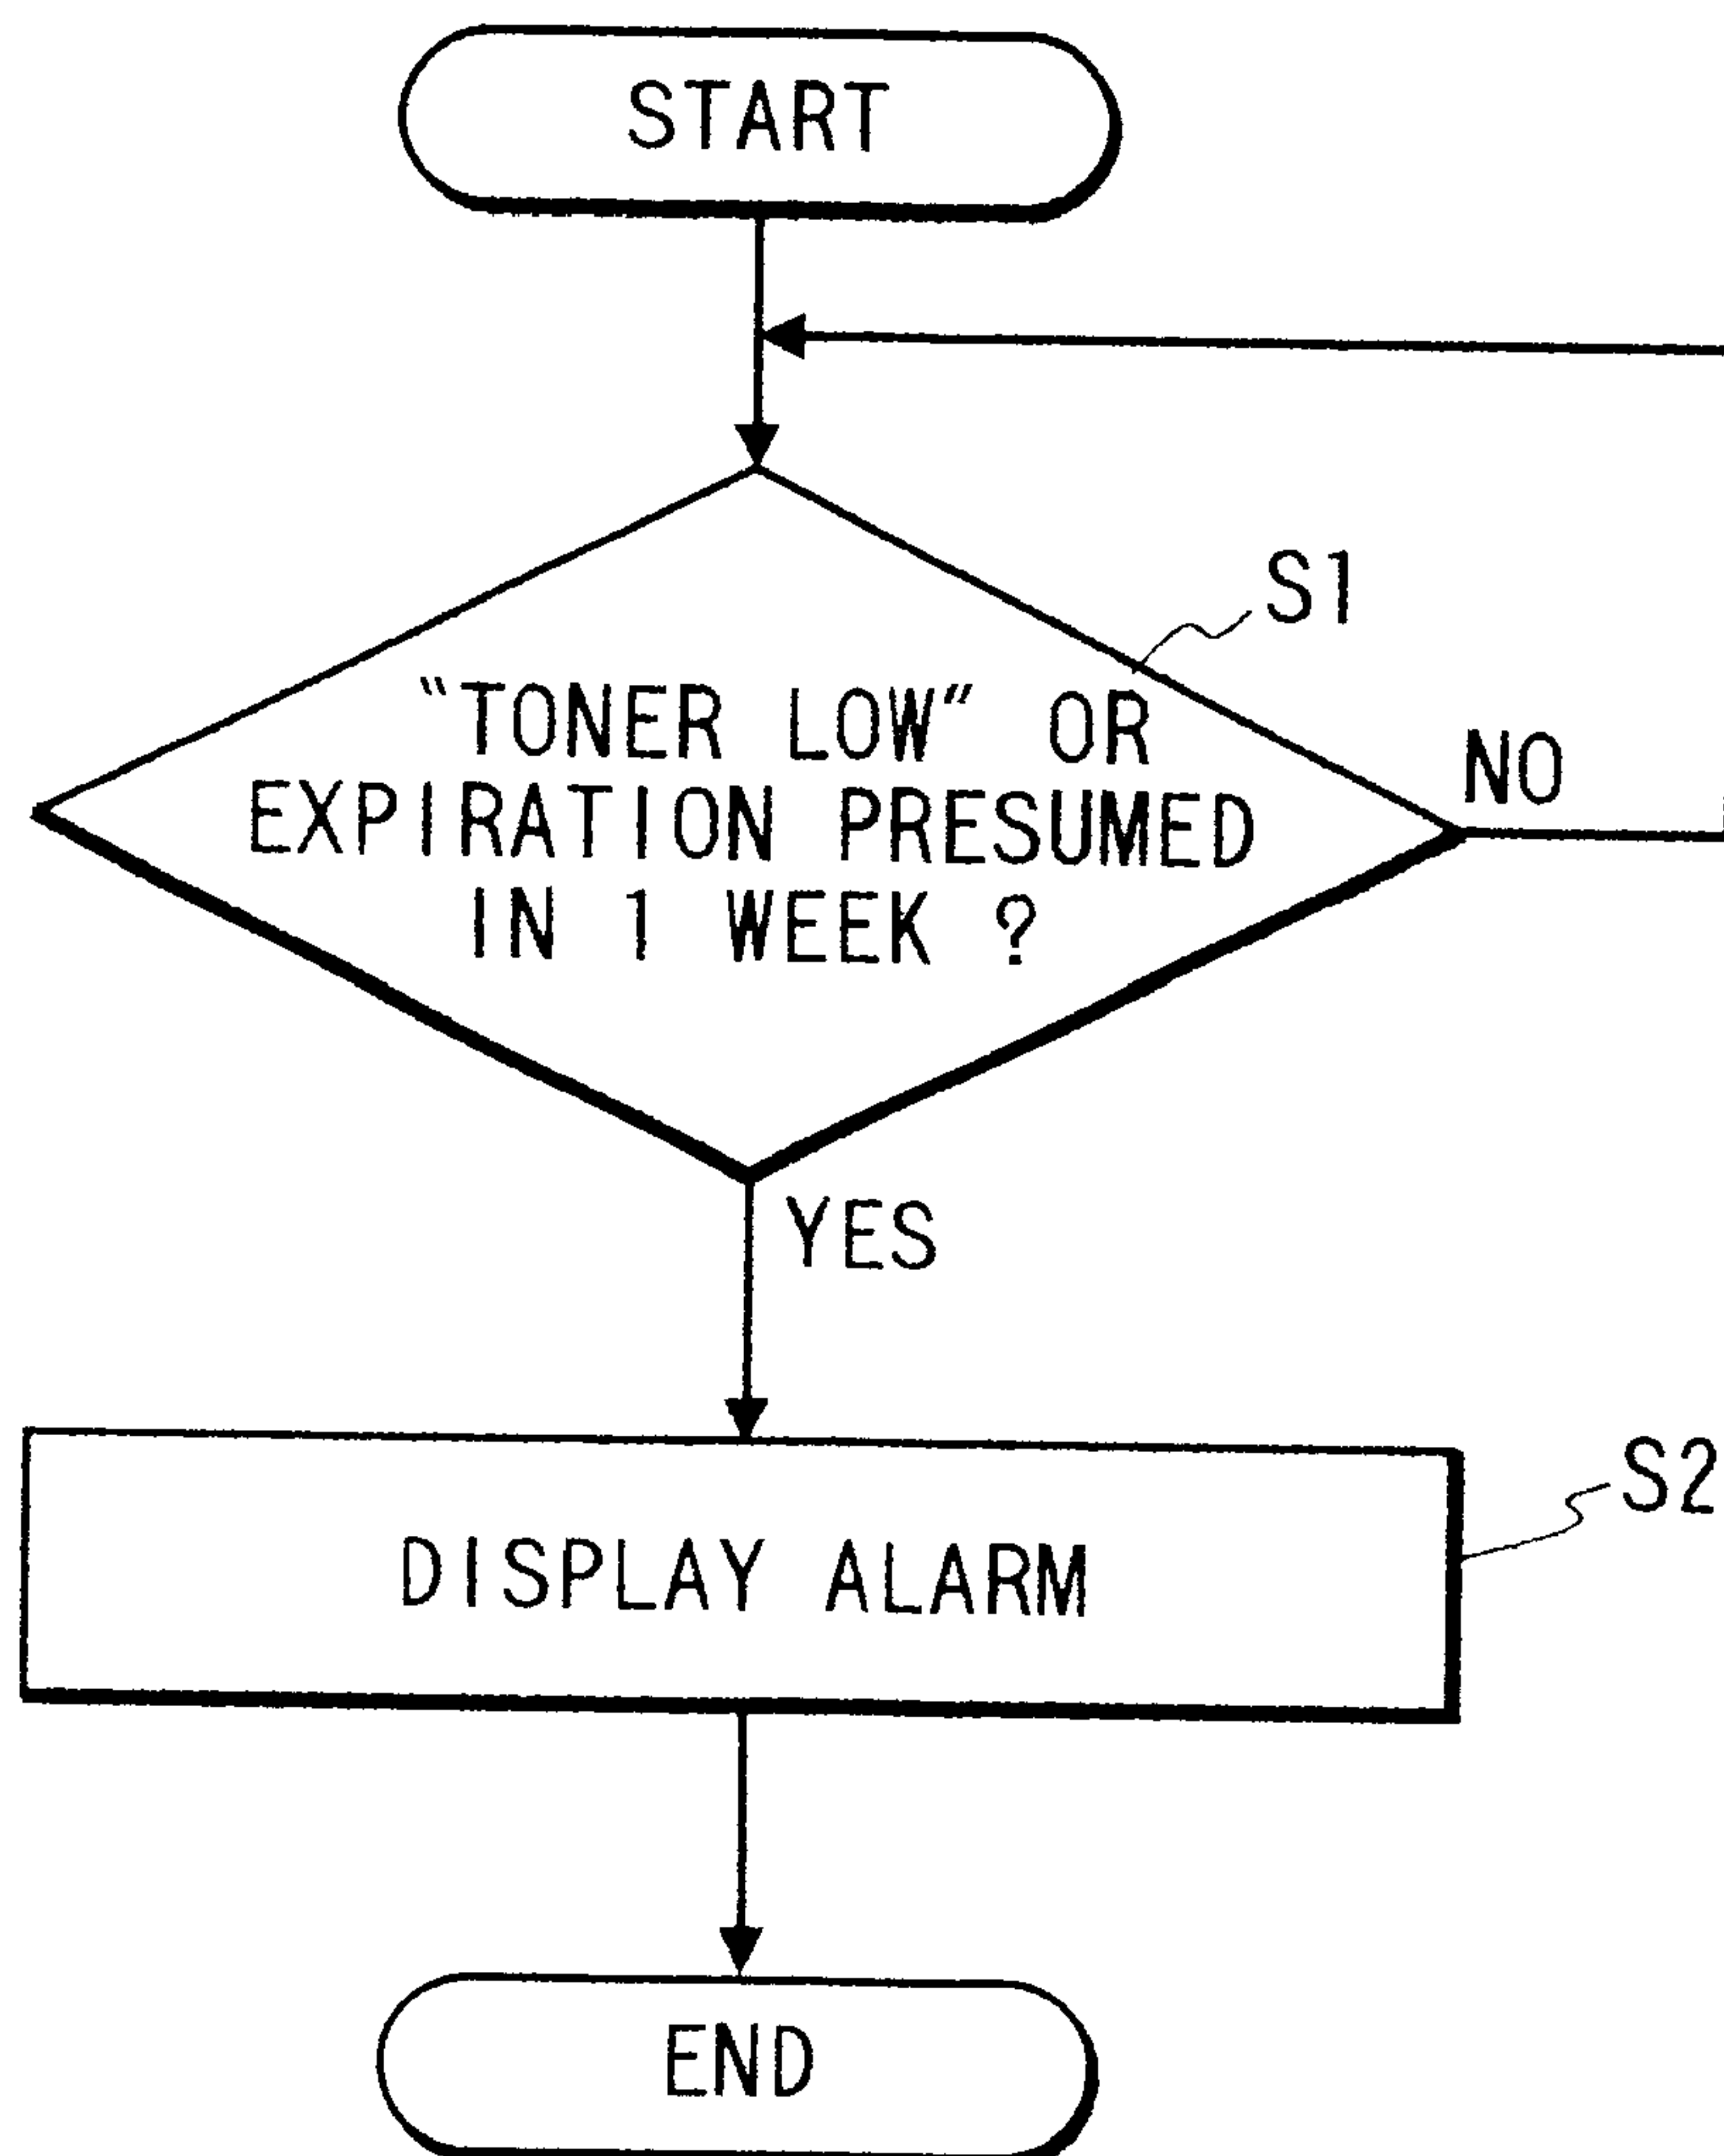 START
S1
“TONER LOW” OR
EXPIRATION PRESUMED
IN 1 WEEK ?
NO
YES
S2
DISPLAY ALARM
END